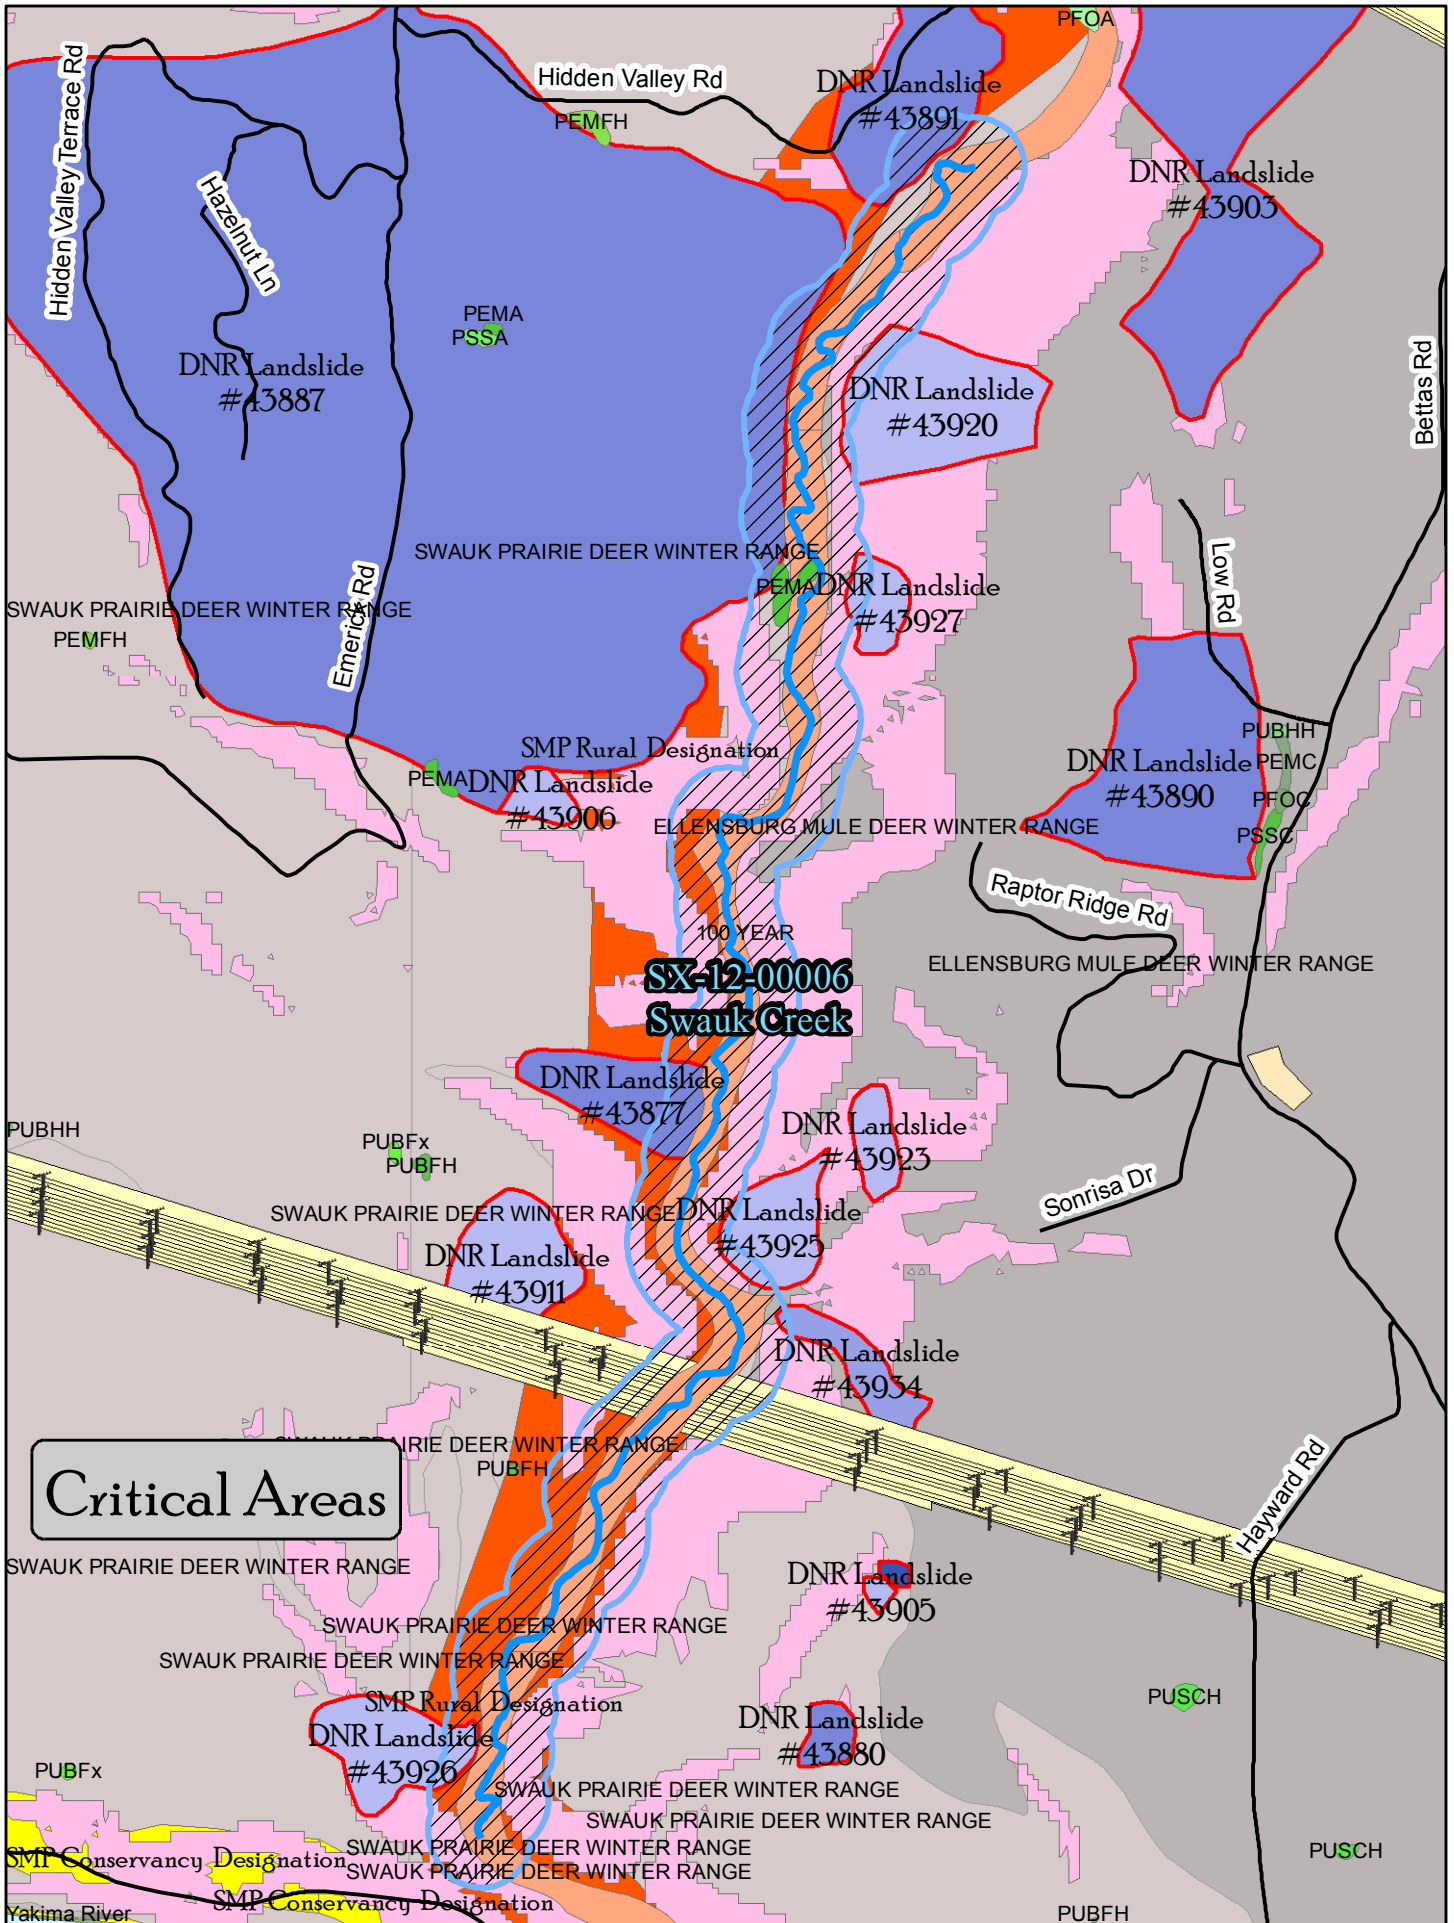 PFOA
Hidden Valley Rd
DNR Landslide
#43891
PEMFH
Hidden Valley Terrace Rd
DNR Landslide
#43903
Hazelnut Ln
PEMA
PSSA
DNR Landslide
#43887
DNR Landslide
#43920
Bettas Rd
SWAUK PRAIRIE DEER WINTER RANGE
Low Rd
PEMA
DNR Landslide
#43927
SWAUK PRAIRIE DEER WINTER RANGE
PEMFH
Emerick Rd
SMP Rural Designation
PUBHH
PEMC
DNR Landslide
#43890
PEMA
DNR Landslide
#43906
PFOC
PSSC
ELLENSBURG MULE DEER WINTER RANGE
Raptor Ridge Rd
100 YEAR
ELLENSBURG MULE DEER WINTER RANGE
SX-12-00006
Swauk Creek
DNR Landslide
#43877
PUBHH
PUBFx
PUBFH
DNR Landslide
#43923
Sonrisa Dr
SWAUK PRAIRIE DEER WINTER RANGE
DNR Landslide
#43925
DNR Landslide
#43911
DNR Landslide
#43934
SWAUK PRAIRIE DEER WINTER RANGE
PUBFH
Critical Areas
Hayward Rd
SWAUK PRAIRIE DEER WINTER RANGE
DNR Landslide
#43905
SWAUK PRAIRIE DEER WINTER RANGE
SWAUK PRAIRIE DEER WINTER RANGE
SMP Rural Designation
PUSCH
DNR Landslide
#43926
DNR Landslide
#43880
PUBFx
SWAUK PRAIRIE DEER WINTER RANGE
SWAUK PRAIRIE DEER WINTER RANGE
SWAUK PRAIRIE DEER WINTER RANGE
PUSCH
SMP Conservancy Designation
SWAUK PRAIRIE DEER WINTER RANGE
SMP Conservancy Designation
Yakima River
PUBFH